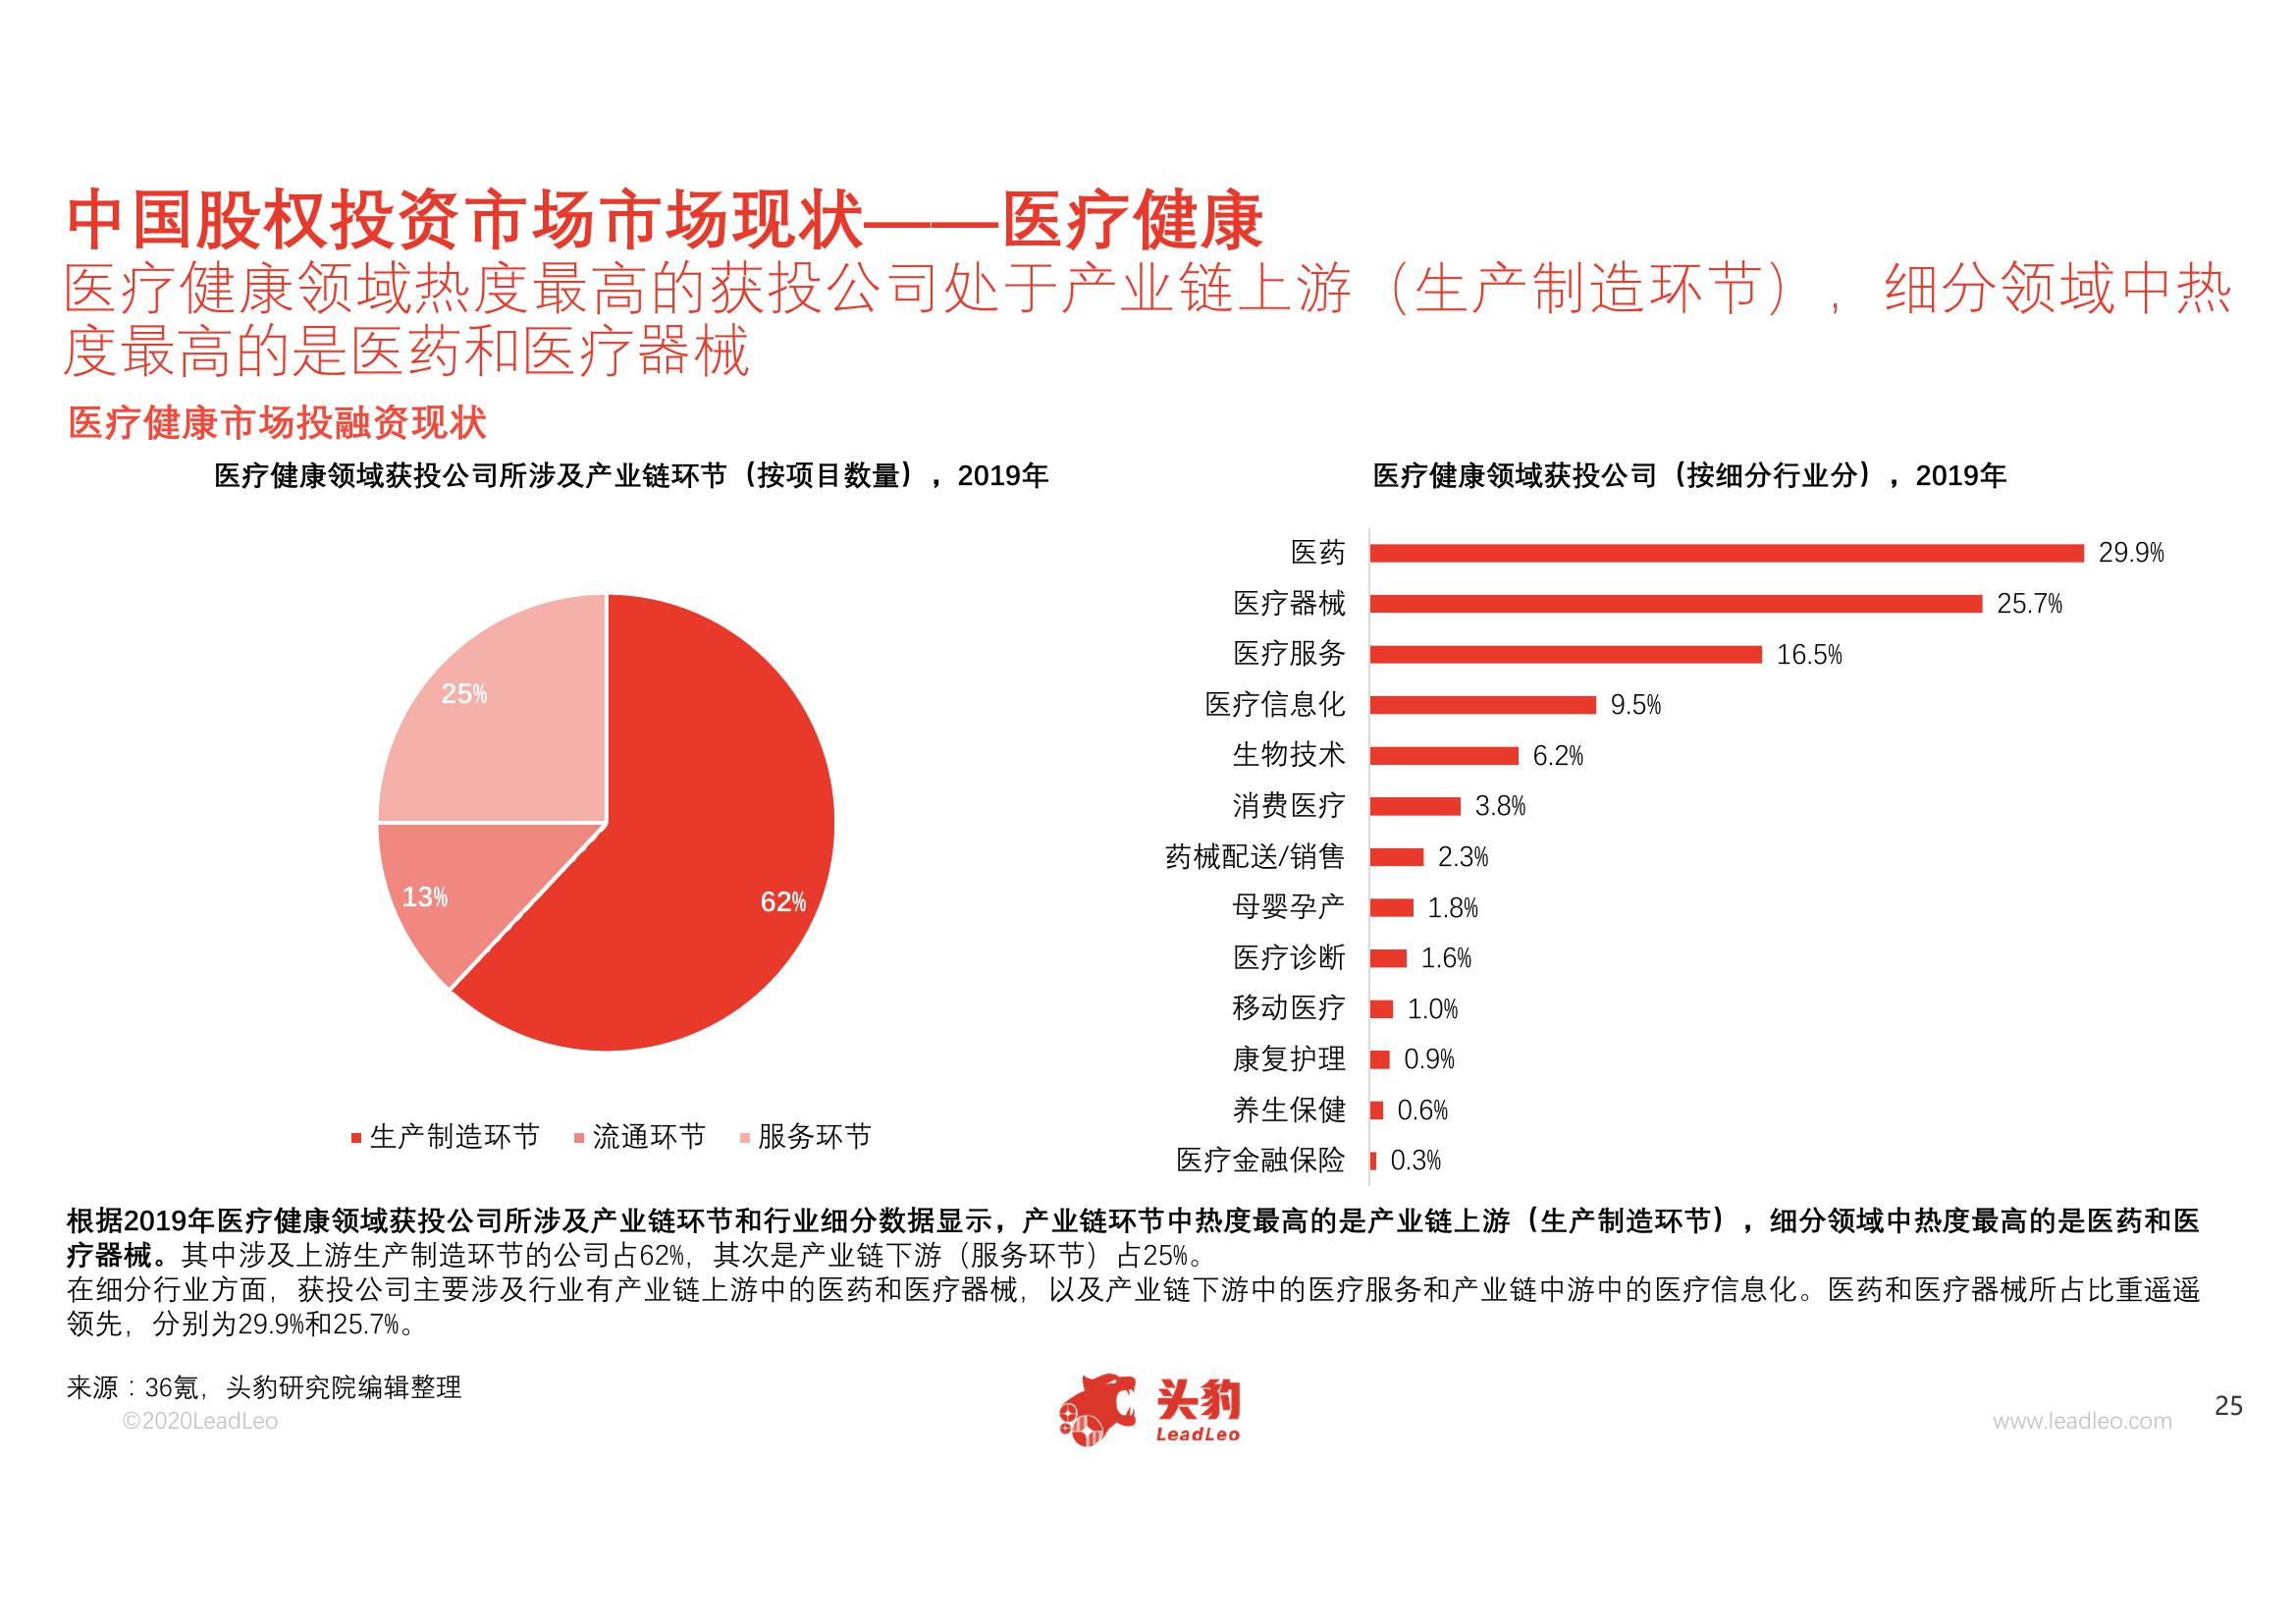 中国股权投资市场市场现状——医疗健康
医疗健康领域热度最高的获投公司处于产业链上游（生产制造环节），细分领域中热
度最高的是医药和医疗器械
医疗健康市场投融资现状
医疗健康领域获投公司所涉及产业链环节（按项目数量），2019年
25%
13%
62%
生产制造环节 流通环节 服务环节
医疗健康领域获投公司（按细分行业分），2019年
医药 29.9%
医疗器械 25.7%
医疗服务 16.5%
医疗信息化 9.5%
生物技术 6.2%
消费医疗 3.8%
药械配送/销售 2.3%
母婴孕产 1.8%
医疗诊断 1.6%
移动医疗 1.0%
康复护理 0.9%
养生保健 0.6%
医疗金融保险 0.3%
根据2019年医疗健康领域获投公司所涉及产业链环节和行业细分数据显示，产业链环节中热度最高的是产业链上游（生产制造环节），细分领域中热度最高的是医药和医
疗器械。其中涉及上游生产制造环节的公司占62%，其次是产业链下游（服务环节）占25%。
在细分行业方面，获投公司主要涉及行业有产业链上游中的医药和医疗器械，以及产业链下游中的医疗服务和产业链中游中的医疗信息化。医药和医疗器械所占比重遥遥
领先，分别为29.9%和25.7%。
来源：36氪，头豹研究院编辑整理
©2020LeadLeo
头豹
LeadLeo
www.leadleo.com
25